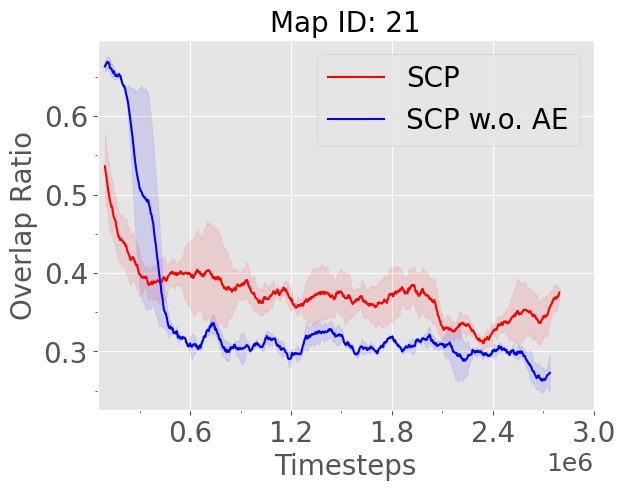 Map ID: 21
SCP
SCP w.o. AE
Overlap Ratio
0.6
0.5
0.4
0.3
0.6 1.2 1.8 2.4 3.0
Timesteps
1e6